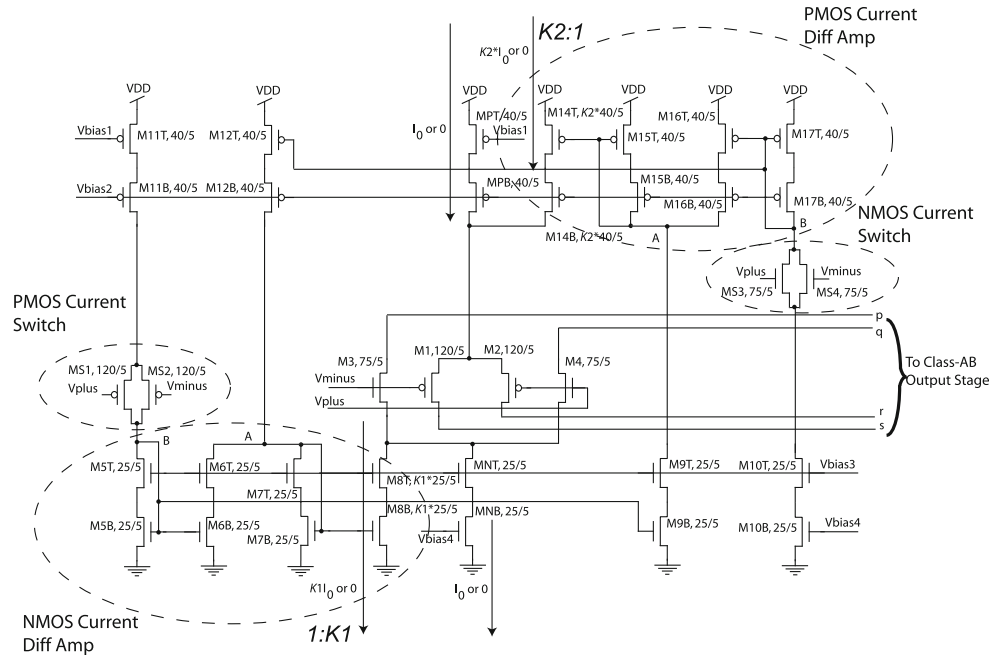 PMOS Current
Diff Amp
K2:1
K2*I0 or 0
VDD
VDD
VDD
VDD
VDD
VDD
VDD
MPT, 40/5
M14T, K2*40/5
M16T, 40/5
Vbias1
M11T, 40/5
M12T, 40/5
I0 or 0
Vbias1
M15T, 40/5
M17T, 40/5
Vbias2
M11B, 40/5
M12B, 40/5
MPB, 40/5
M15B, 40/5
M16B, 40/5
M17B, 40/5
M14B, K2*40/5
A
B
NMOS Current
Switch
Vplus
Vminus
MS3, 75/5
MS4, 75/5
PMOS Current
Switch
p
q
MS1, 120/5
MS2, 120/5
Vplus
Vminus
M3, 75/5
M1, 120/5
M2, 120/5
M4, 75/5
Vminus
Vplus
To Class-AB
Output Stage
r
s
B
A
M5T, 25/5
M6T, 25/5
M7T, 25/5
M8T, K1*25/5
MNT, 25/5
M9T, 25/5
M10T, 25/5
Vbias3
M5B, 25/5
M6B, 25/5
M7B, 25/5
M8B, K1*25/5
Vbias4
MNB, 25/5
M9B, 25/5
M10B, 25/5
Vbias4
K1I0 or 0
I0 or 0
1:K1
NMOS Current
Diff Amp